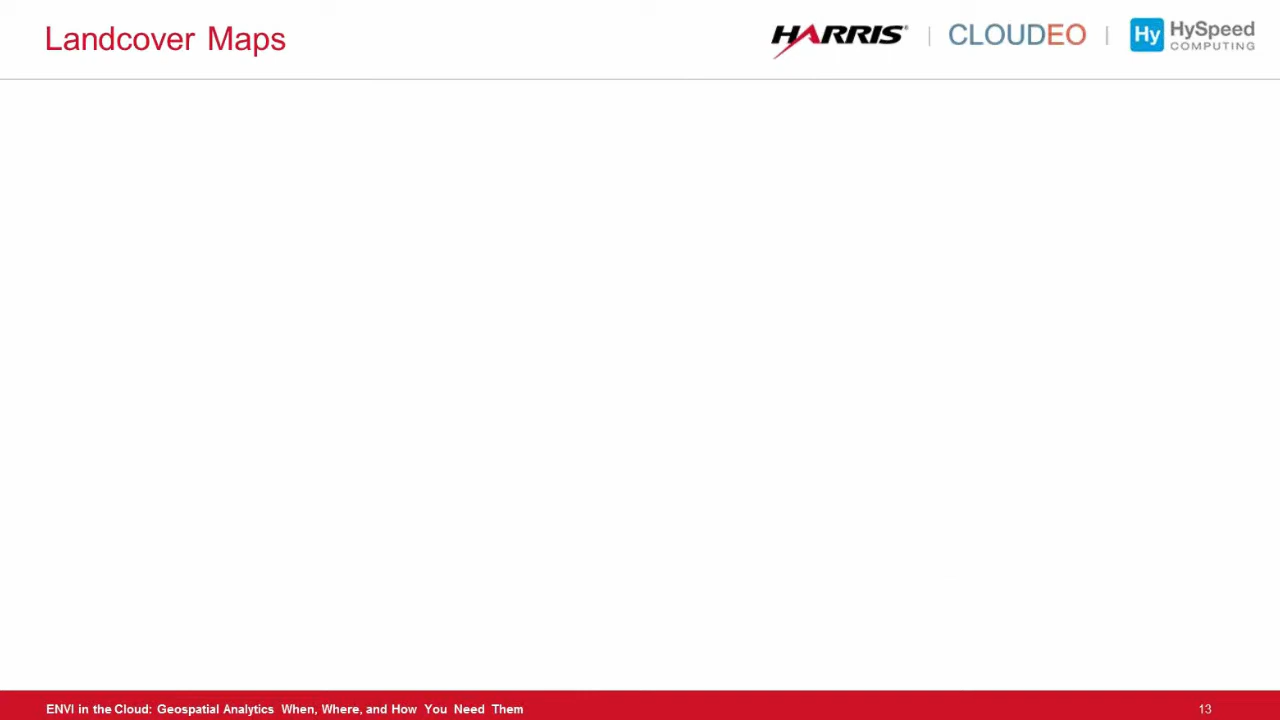 Landcover Maps
HARRIS® | CLOUDEO | Hy HySpeed
COMPUTING
ENVI in the Cloud: Geospatial Analytics When, Where, and How You Need Them
13